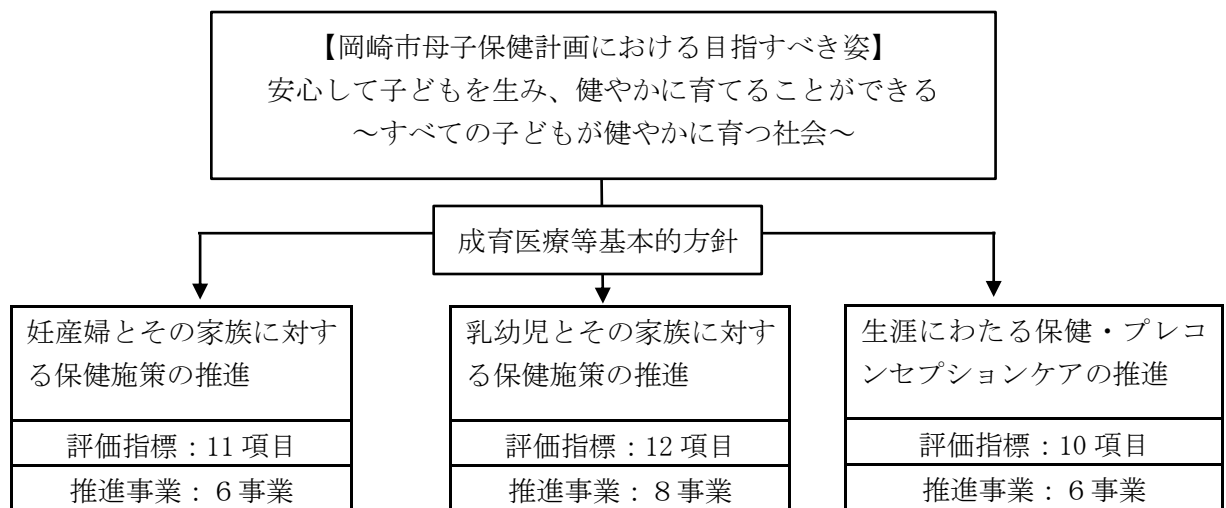 【岡崎市母子保健計画における目指すべき姿】
安心して子どもを生み、健やかに育てることができる
～すべての子どもが健やかに育つ社会～
成育医療等基本的方針
妊産婦とその家族に対す
る保健施策の推進
評価指標：11 項目
推進事業：６事業
乳幼児とその家族に対す
る保健施策の推進
評価指標：12 項目
推進事業：８事業
生涯にわたる保健・プレコ
ンセプションケアの推進
評価指標：10 項目
推進事業：６事業